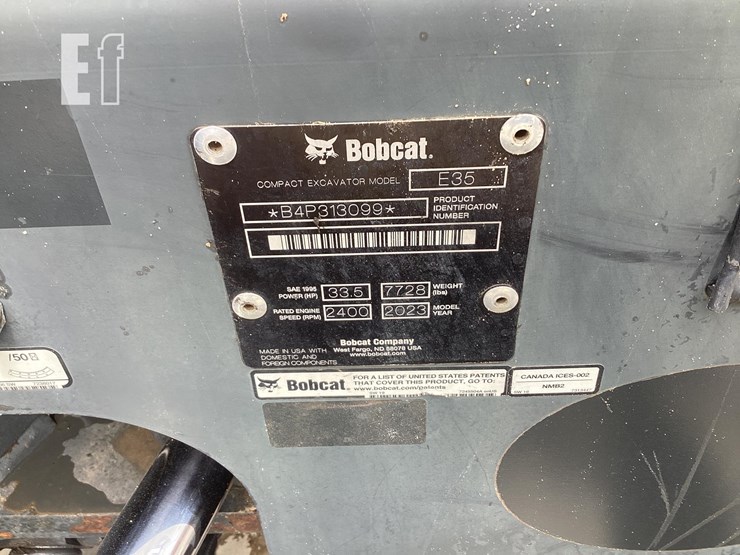 Ef
Bobcat.
COMPACT EXCAVATOR MODEL E35
*B4P313099* PRODUCT IDENTIFICATION NUMBER
SAE 1995 POWER (HP) 33.5 7728 WEIGHT (lbs)
RATED ENGINE SPEED (RPM) 2400 2023 MODEL YEAR
Bobcat Company
West Fargo, ND 58078 USA
www.bobcat.com
MADE IN USA WITH
DOMESTIC AND
FOREIGN COMPONENTS
Bobcat.
FOR A LIST OF UNITED STATES PATENTS
THAT COVER THIS PRODUCT, GO TO:
www.bobcat.com/patents
CANADA ICES-002
NMB2
/50